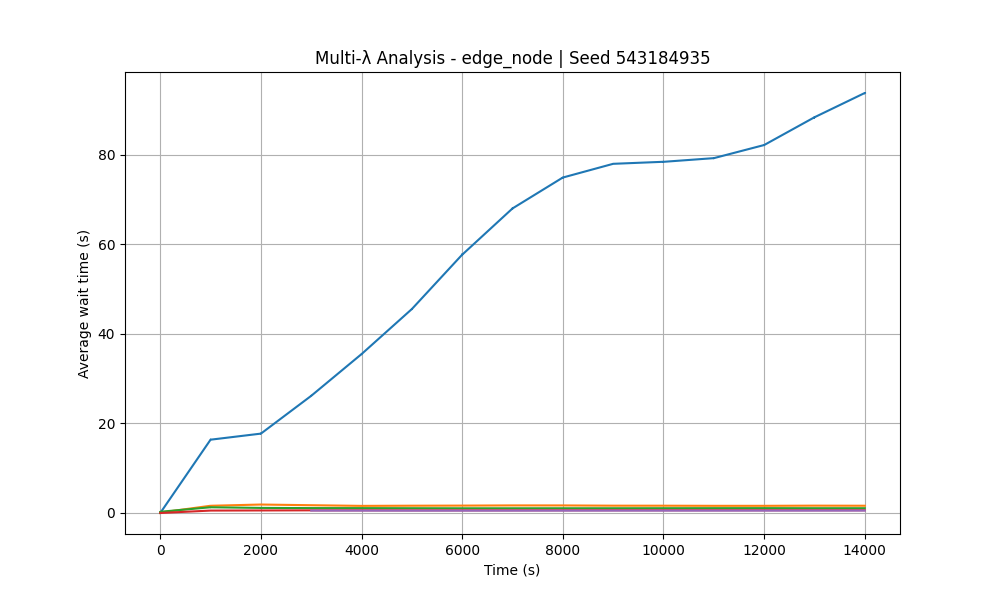 Multi-λ Analysis - edge_node | Seed 543184935
Average wait time (s)
80
60
40
20
0
0 2000 4000 6000 8000 10000 12000 14000
Time (s)